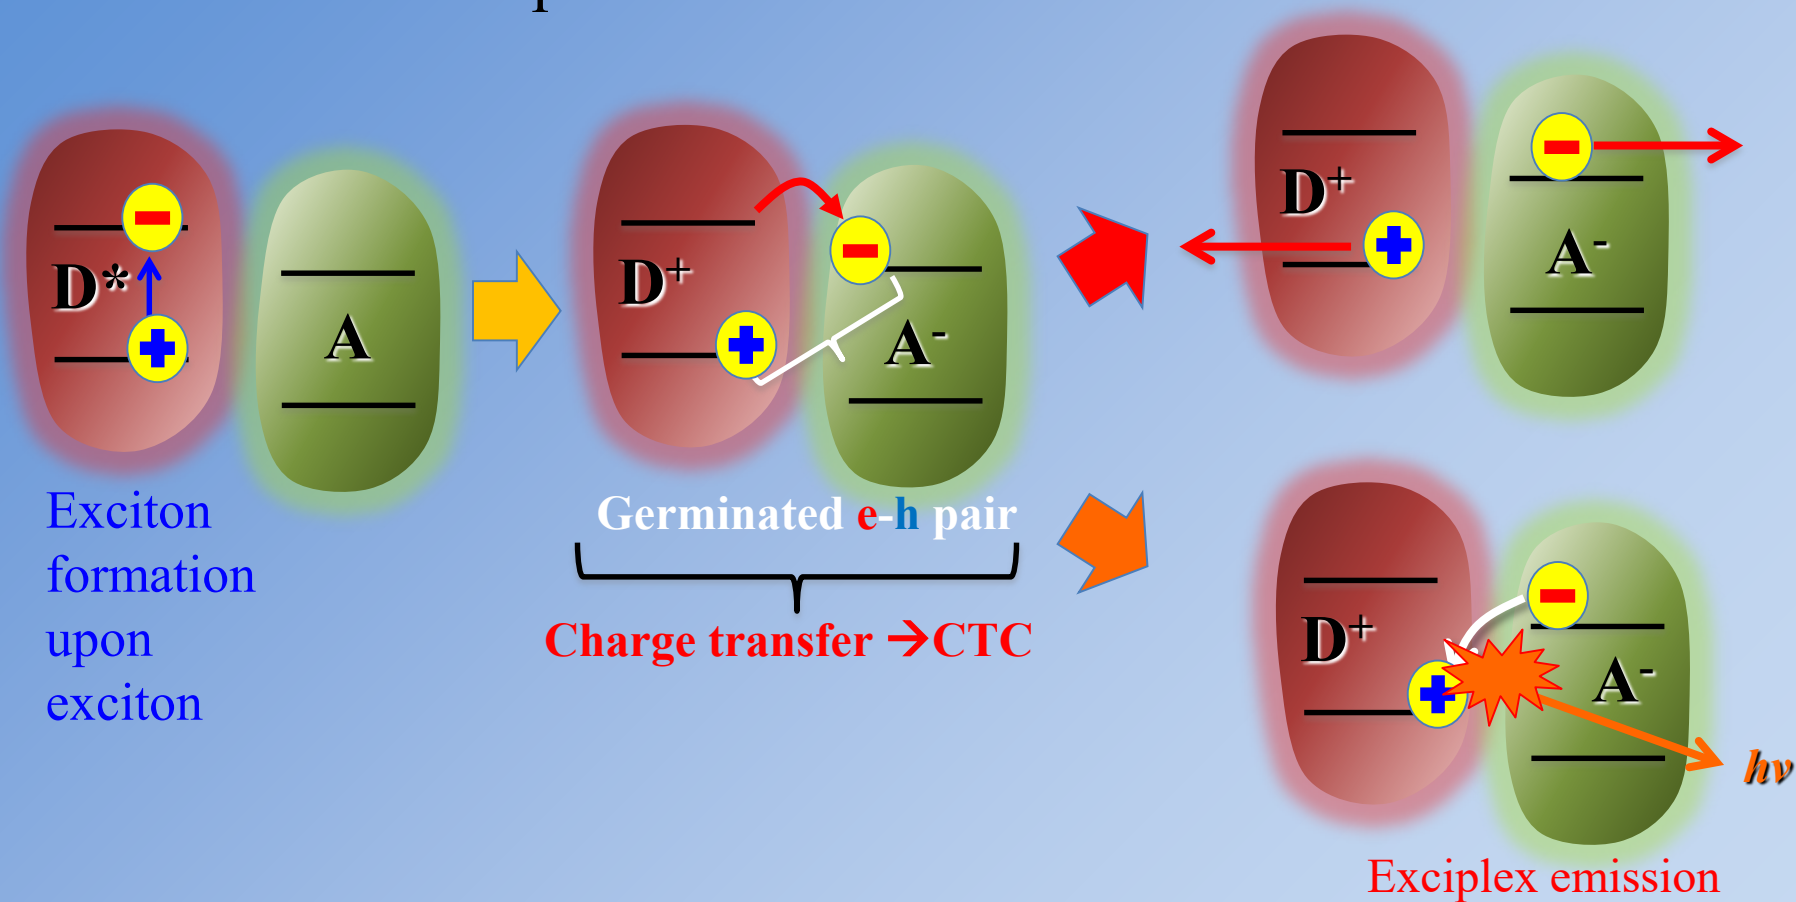 D*
A
Exciton
formation
upon
exciton
D⁺
A⁻
Germinated e-h pair
Charge transfer →CTC
D⁺
A⁻
D⁺
A⁻
hν
Exciplex emission